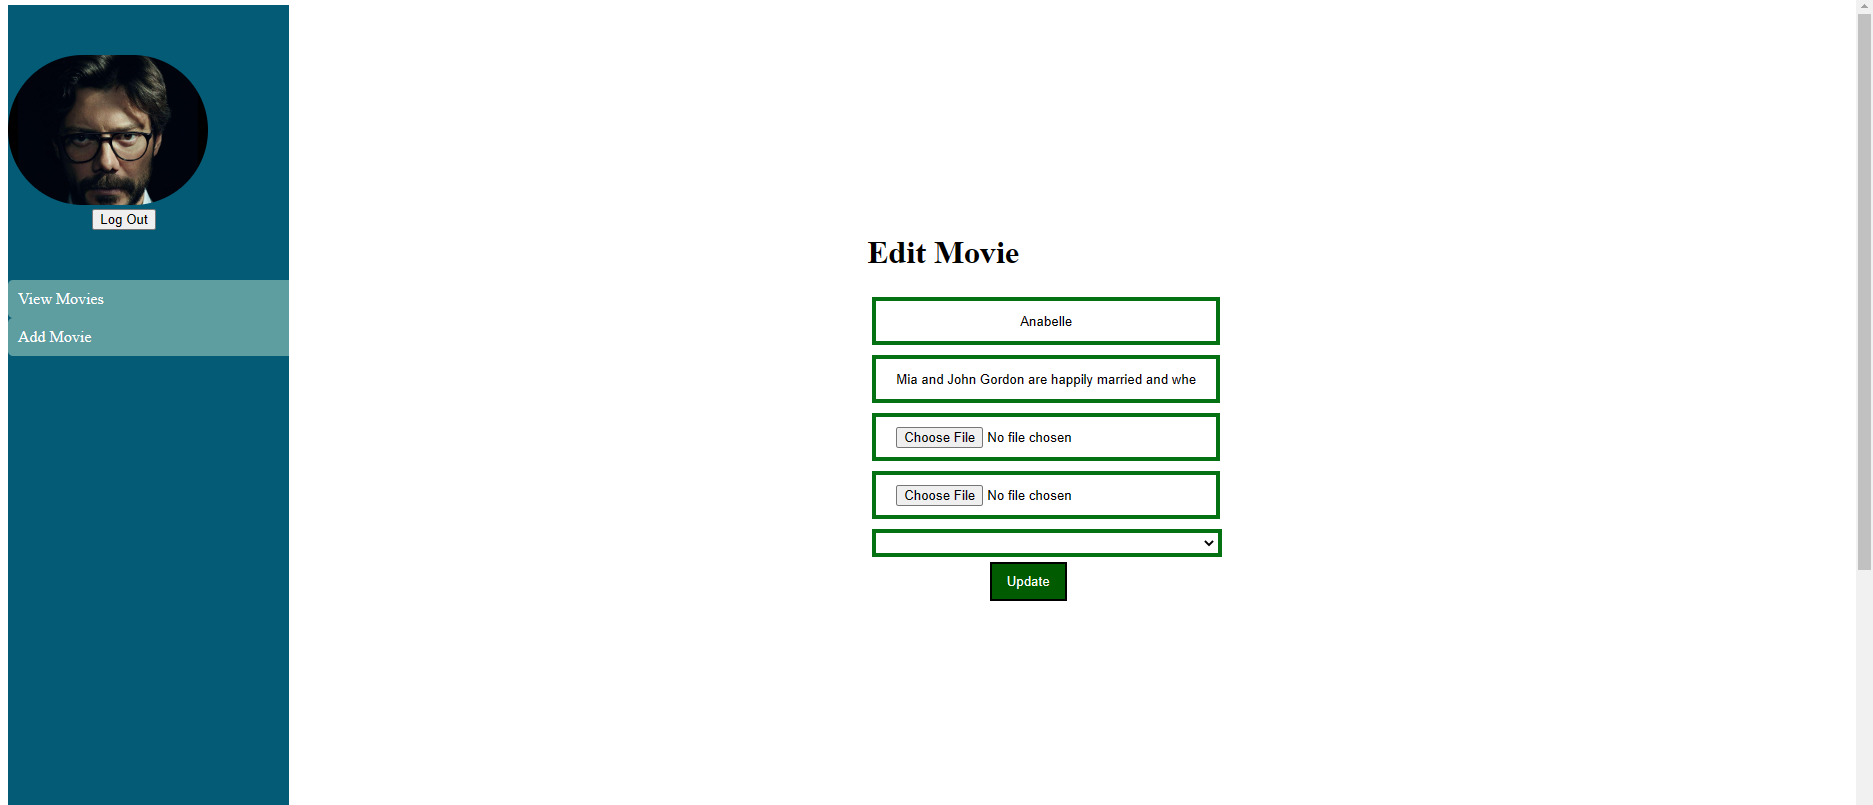 Log Out
View Movies
Add Movie
Edit Movie
Anabelle
Mia and John Gordon are happily married and whe
Choose File No file chosen
Choose File No file chosen
Update